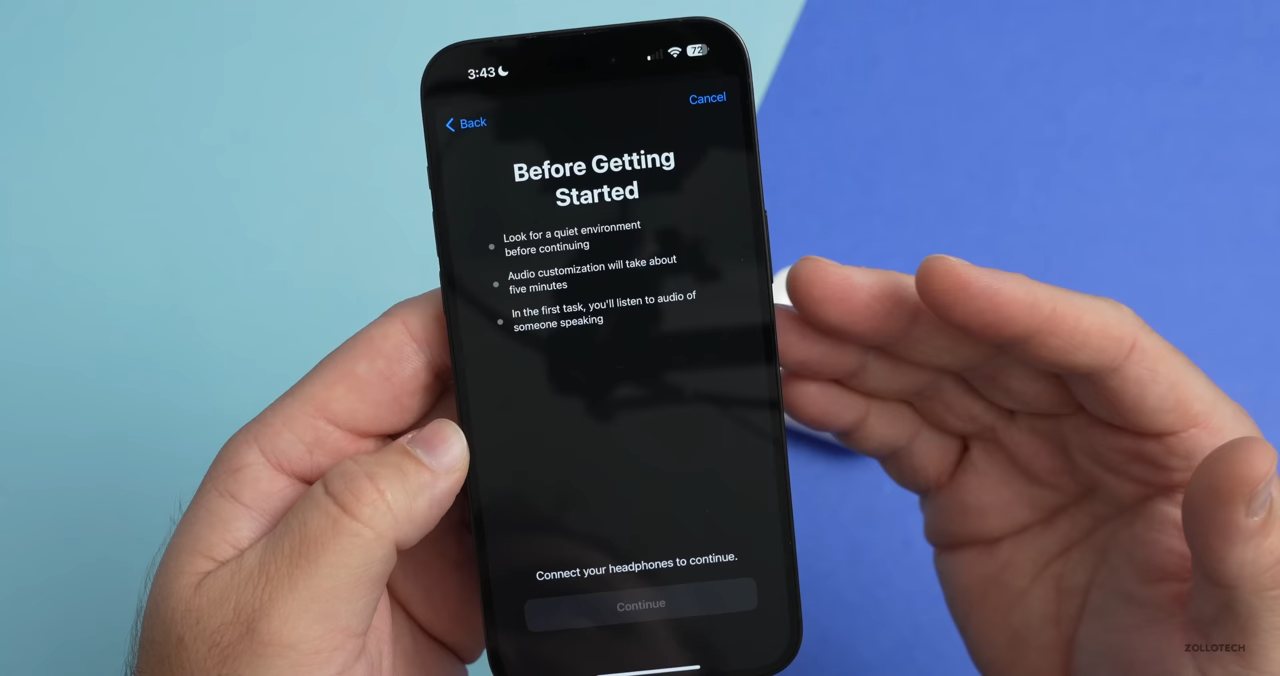 3:43
72
Cancel
Back
Before Getting
Started
Look for a quiet environment
before continuing
Audio customization will take about
five minutes
In the first task, you'll listen to audio of
someone speaking
Connect your headphones to continue.
Continue
ZOLLOTECH